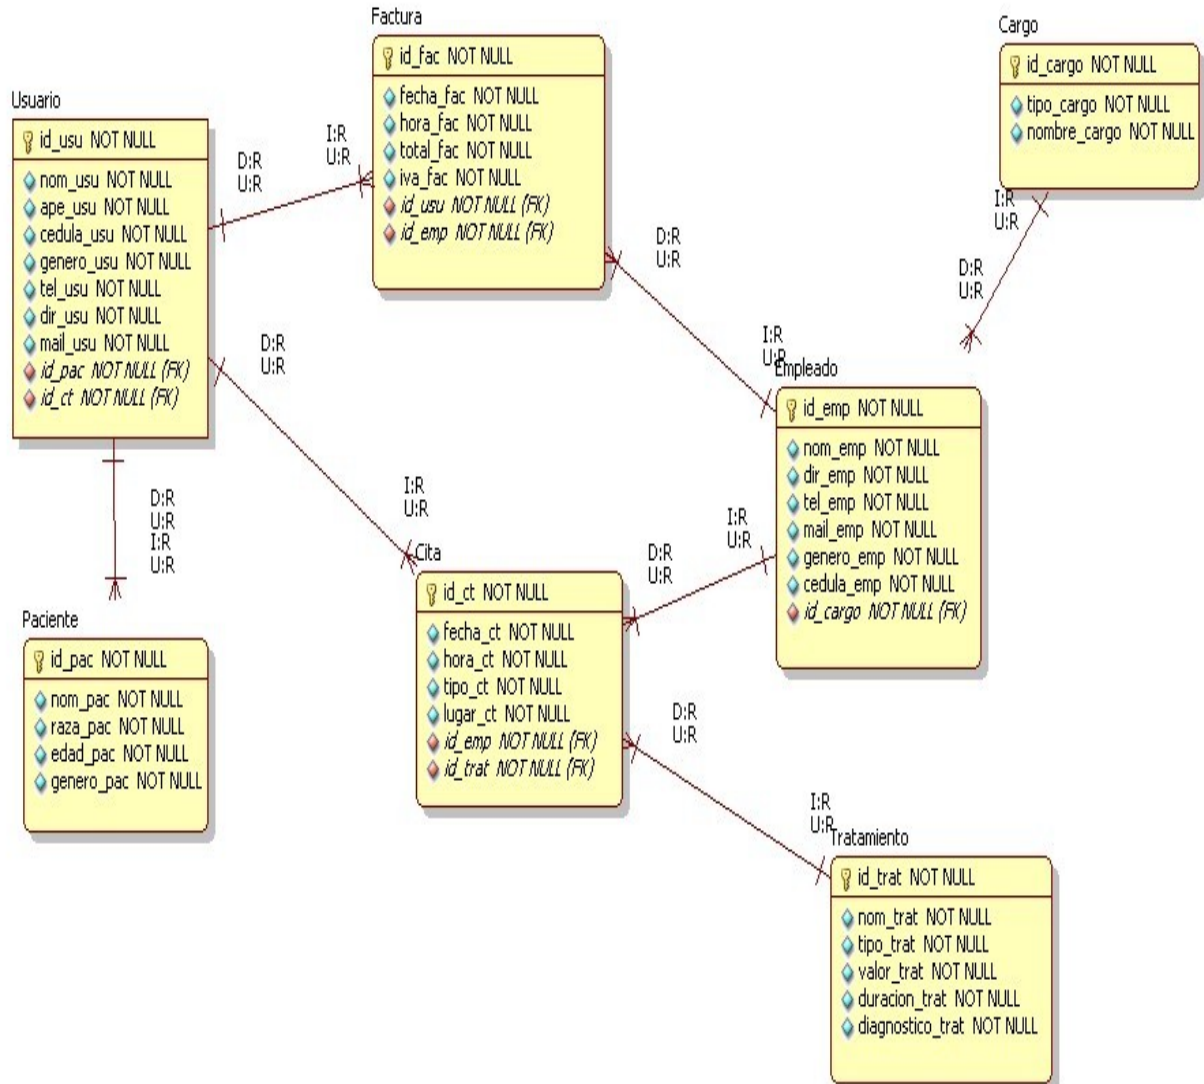 Factura
id_fac NOT NULL
fecha_fac NOT NULL
hora_fac NOT NULL
total_fac NOT NULL
iva_fac NOT NULL
id_usu NOT NULL (FK)
id_emp NOT NULL (FK)
Cargo
id_cargo NOT NULL
tipo_cargo NOT NULL
nombre_cargo NOT NULL
Usuario
id_usu NOT NULL
nom_usu NOT NULL
ape_usu NOT NULL
cedula_usu NOT NULL
genero_usu NOT NULL
tel_usu NOT NULL
dir_usu NOT NULL
mail_usu NOT NULL
id_pac NOT NULL (FK)
id_ct NOT NULL (FK)
D:R
U:R
I:R
U:R
D:R
U:R
I:R
U:R
I:R
U:R
D:R
U:R
D:R
U:R
I:R
U:R
Empleado
id_emp NOT NULL
nom_emp NOT NULL
dir_emp NOT NULL
tel_emp NOT NULL
mail_emp NOT NULL
genero_emp NOT NULL
cedula_emp NOT NULL
id_cargo NOT NULL (FK)
D:R
U:R
I:R
U:R
D:R
U:R
I:R
U:R
Cita
id_ct NOT NULL
fecha_ct NOT NULL
hora_ct NOT NULL
tipo_ct NOT NULL
lugar_ct NOT NULL
id_emp NOT NULL (FK)
id_trat NOT NULL (FK)
Paciente
id_pac NOT NULL
nom_pac NOT NULL
raza_pac NOT NULL
edad_pac NOT NULL
genero_pac NOT NULL
D:R
U:R
I:R
U:R
Tratamiento
id_trat NOT NULL
nom_trat NOT NULL
tipo_trat NOT NULL
valor_trat NOT NULL
duracion_trat NOT NULL
diagnostico_trat NOT NULL